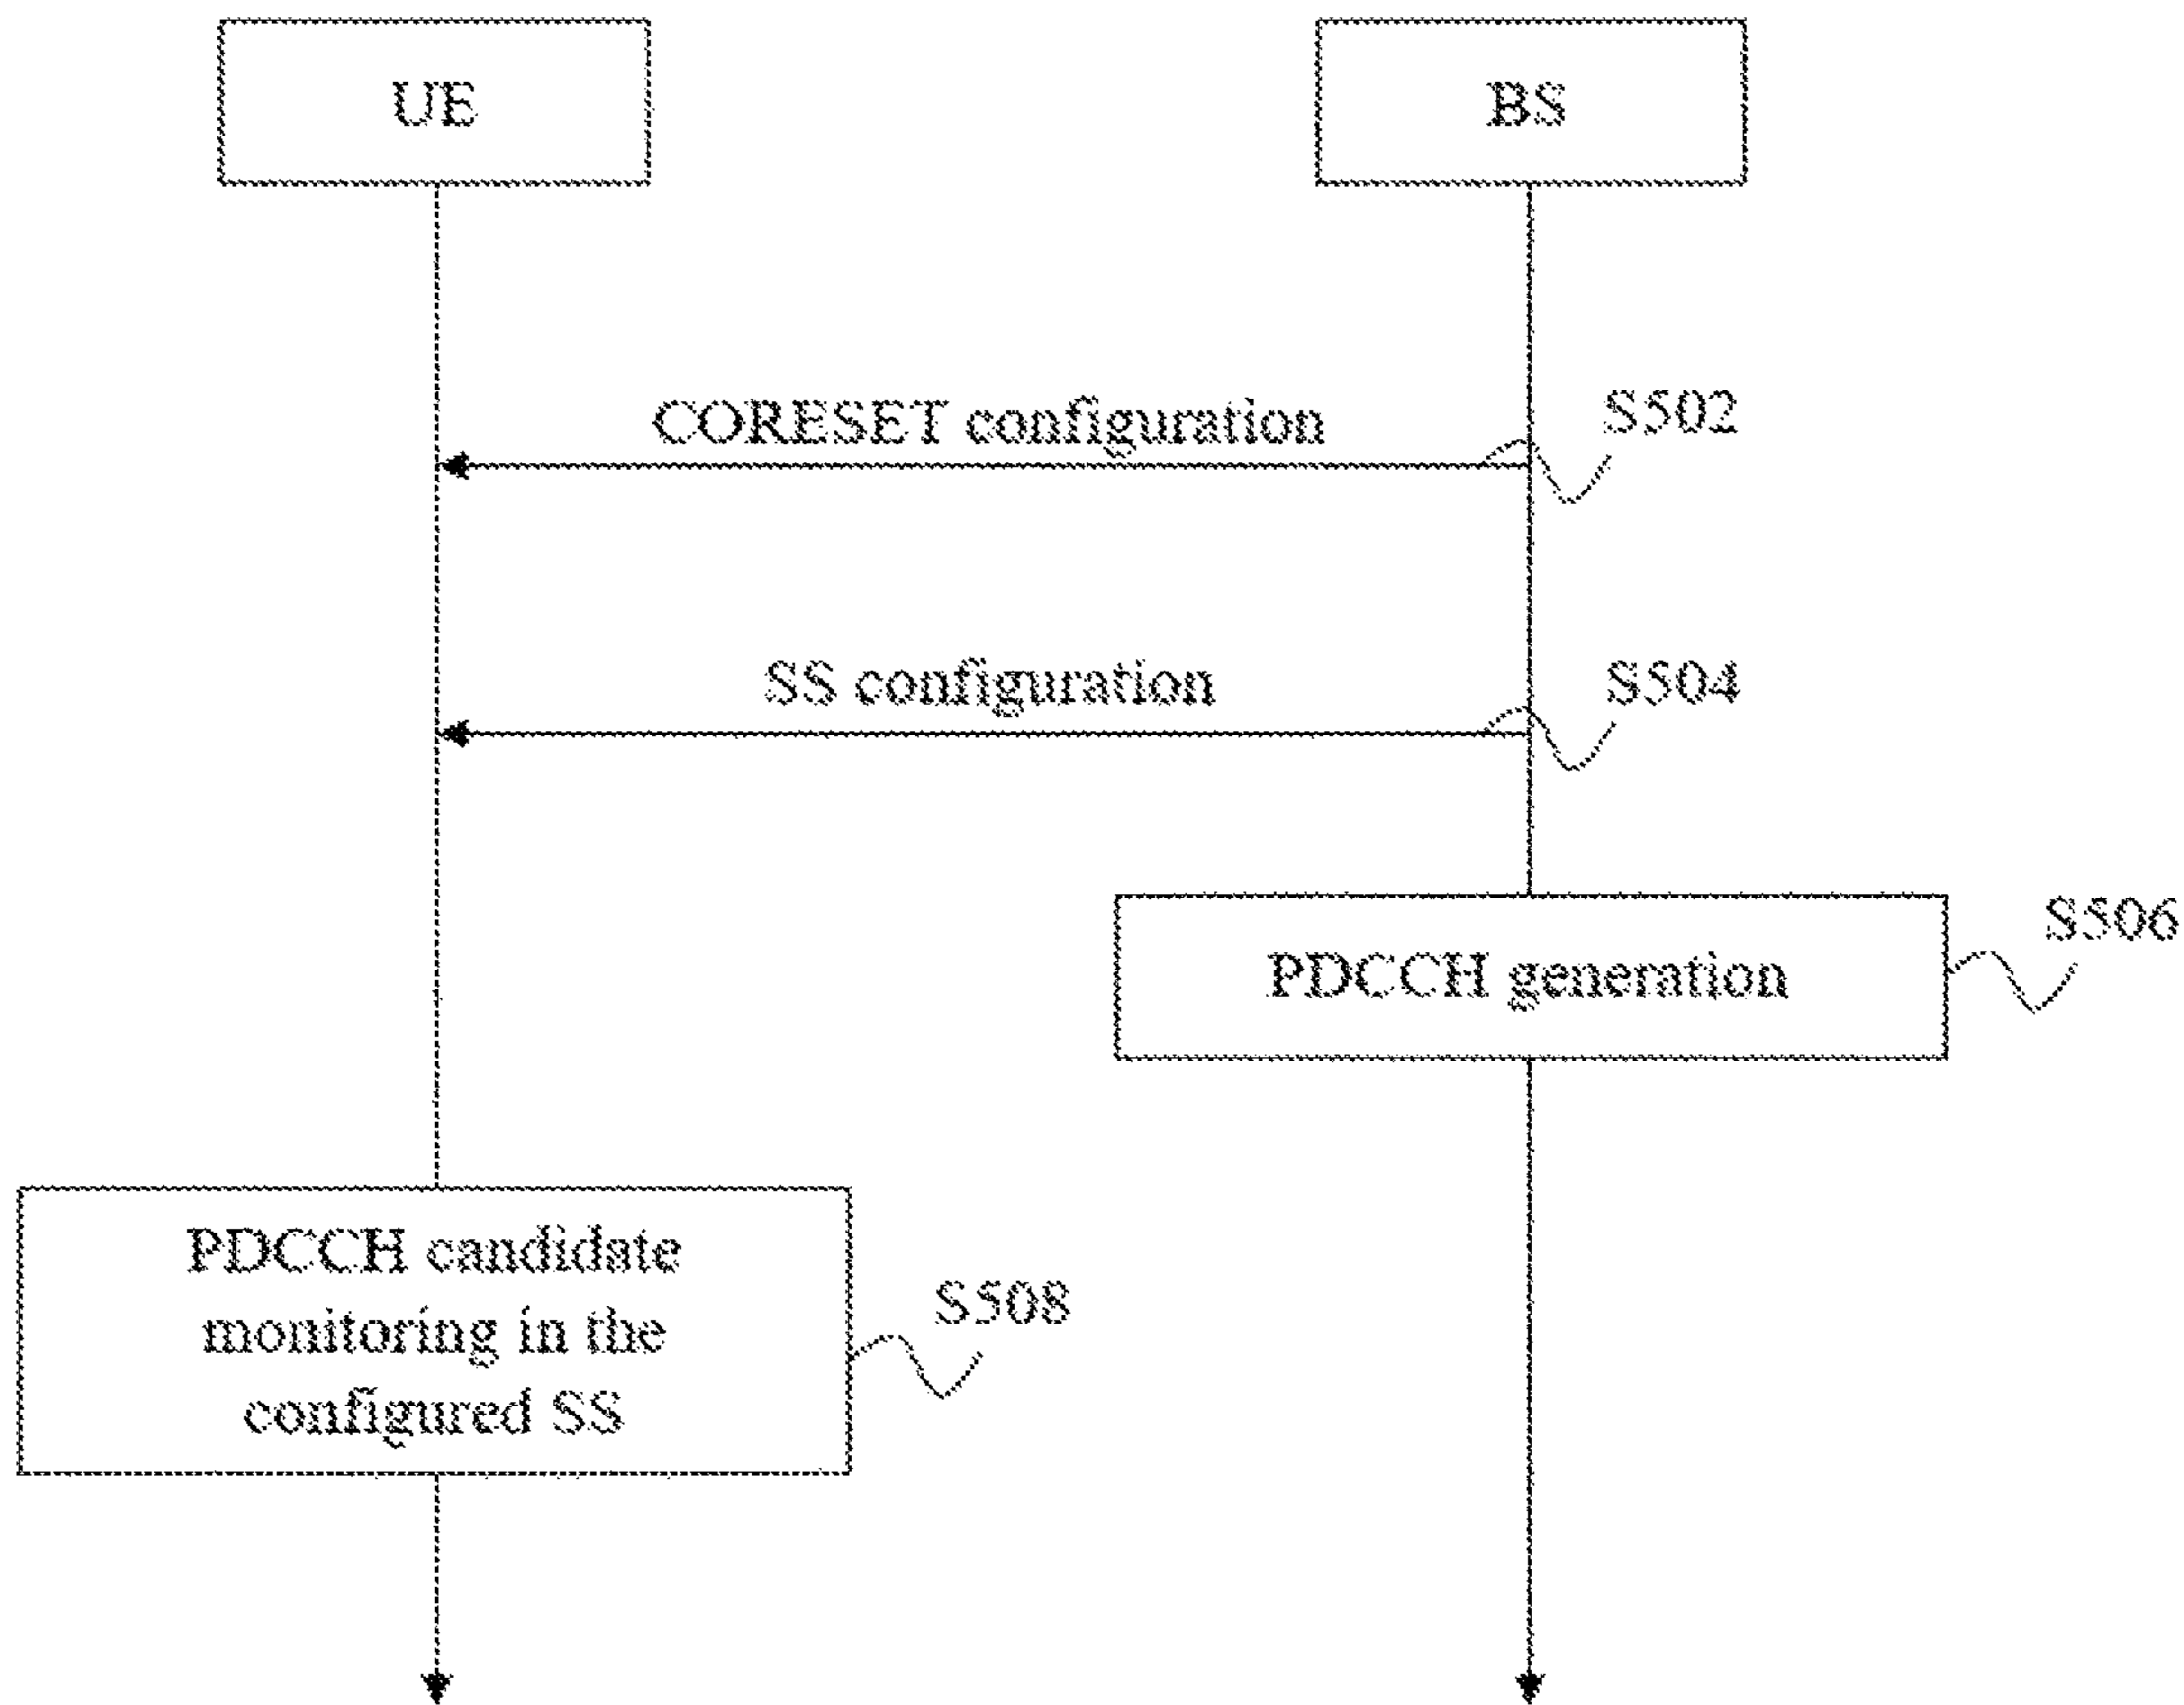 UE
BS
CORESET configuration
S502
SS configuration
S504
PDCCH generation
S506
PDCCH candidate
monitoring in the
configured SS
S508